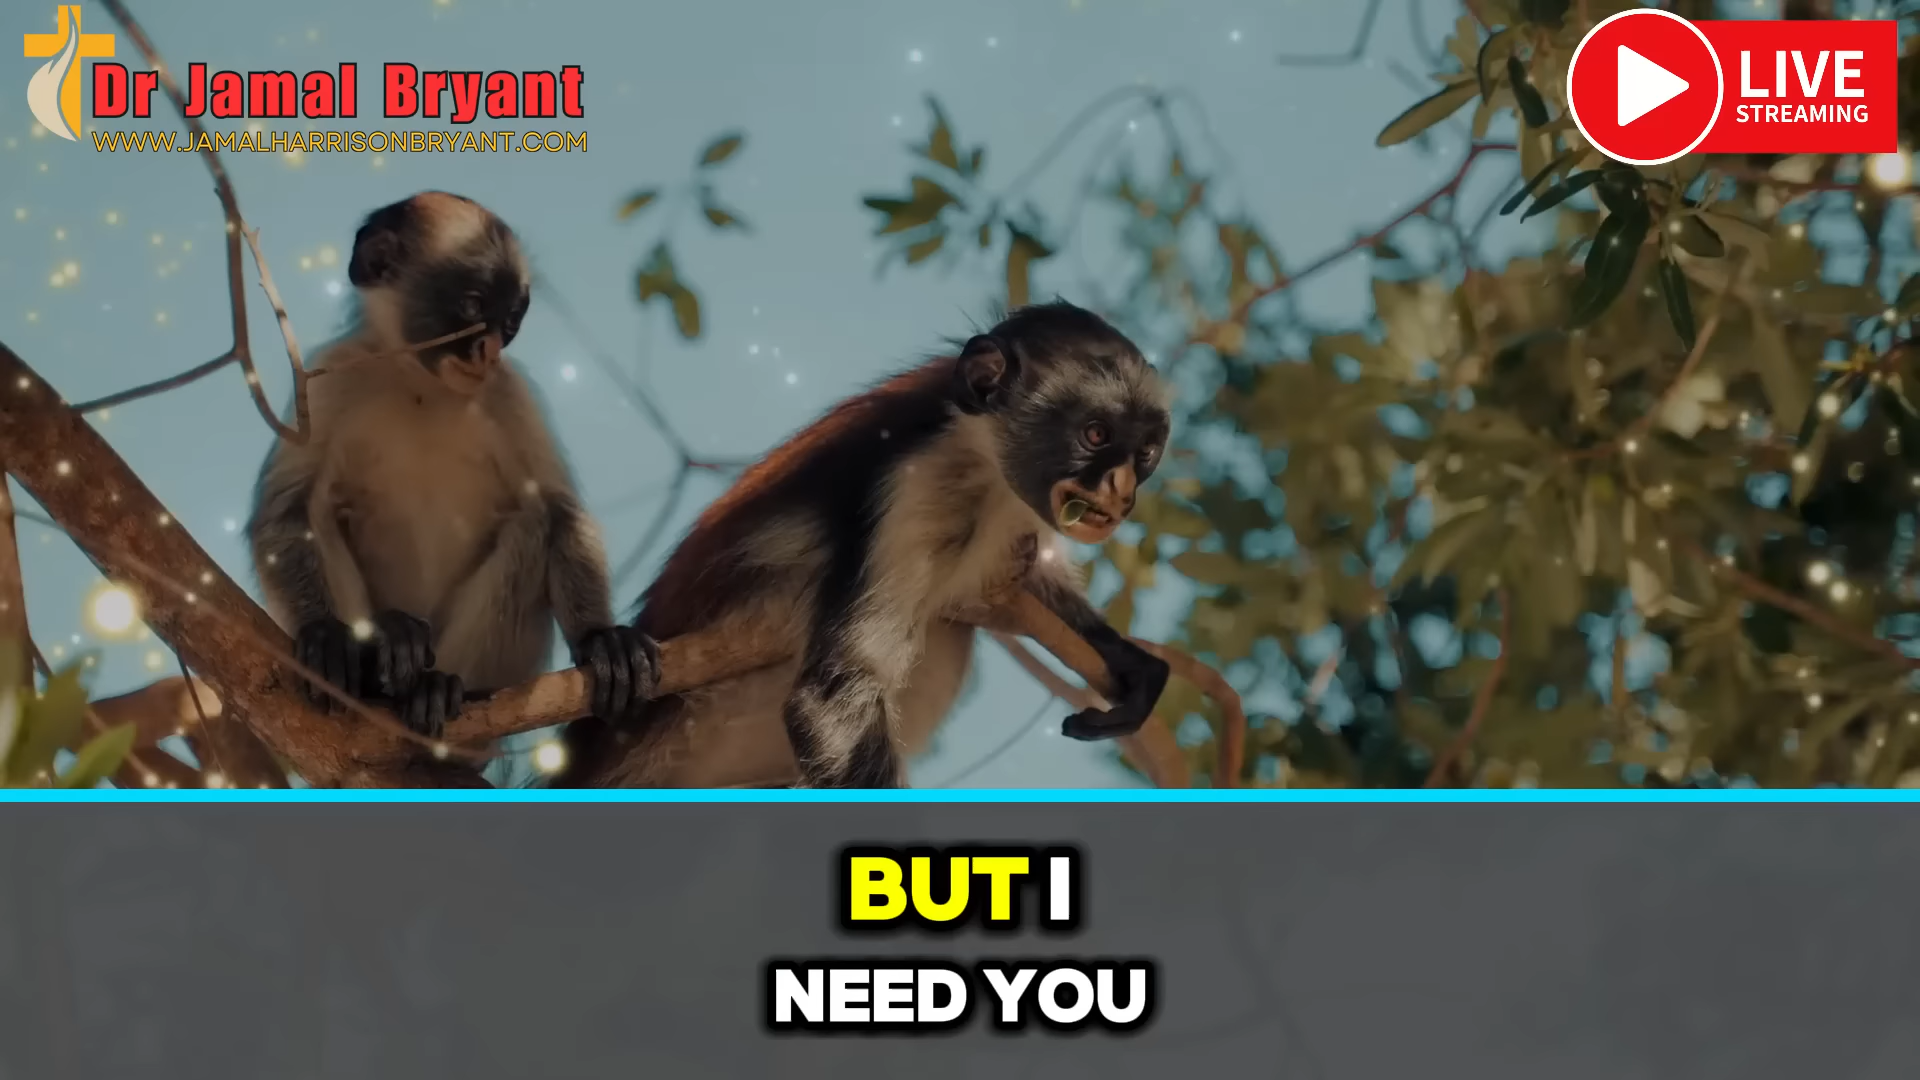 Dr Jamal Bryant
WWW.JAMALHARRISONBRYANT.COM
LIVE
STREAMING
BUT I
NEED YOU